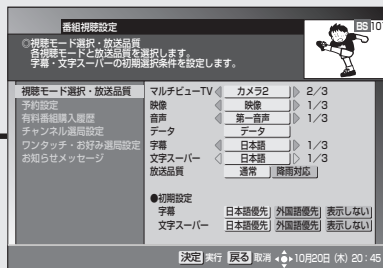 番組視聴設定
◎視聴モード選択・放送品質
各視聴モードと放送品質を選択します。
字幕・文字スーパーの初期選択条件を設定します。
BS 10
視聴モード選択・放送品質
予約設定
有料番組購入履歴
チャンネル選局設定
ワンタッチ・お好み選局設定
お知らせメッセージ
マルチビューTV カメラ2 2/3
映像 映像 1/3
音声 第一音声 1/3
データ データ
字幕 日本語 1/3
文字スーパー 日本語 1/3
放送品質 通常 降雨対応
●初期設定
字幕 日本語優先 外国語優先 表示しない
文字スーパー 日本語優先 外国語優先 表示しない
決定 実行 戻る 取消 10月20日 (木) 20:45